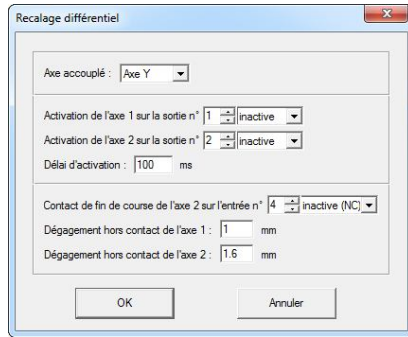 Recalage différentiel
Axe accouplé : Axe Y
Activation de l'axe 1 sur la sortie n° 1 inactive
Activation de l'axe 2 sur la sortie n° 2 inactive
Délai d'activation : 100 ms
Contact de fin de course de l'axe 2 sur l'entrée n° 4 inactive (NC)
Dégagement hors contact de l'axe 1 : 1 mm
Dégagement hors contact de l'axe 2 : 1.6 mm
OK Annuler